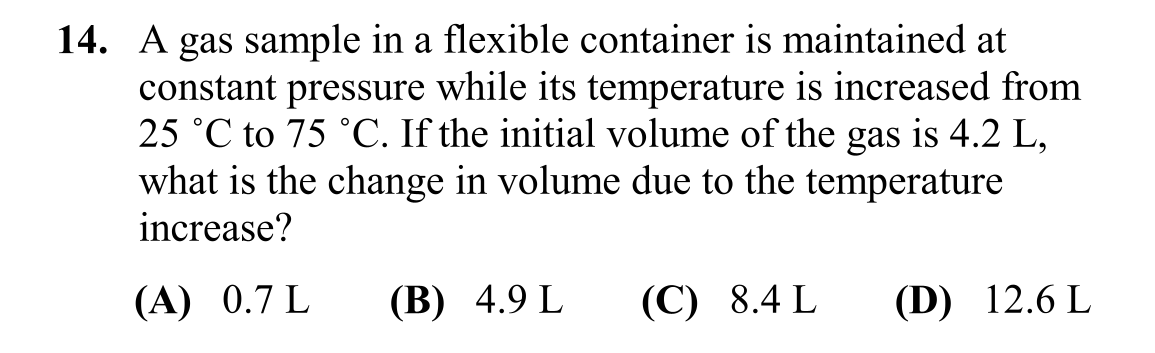 14. A gas sample in a flexible container is maintained at
constant pressure while its temperature is increased from
25 ˚C to 75 ˚C. If the initial volume of the gas is 4.2 L,
what is the change in volume due to the temperature
increase?
(A) 0.7 L (B) 4.9 L (C) 8.4 L (D) 12.6 L